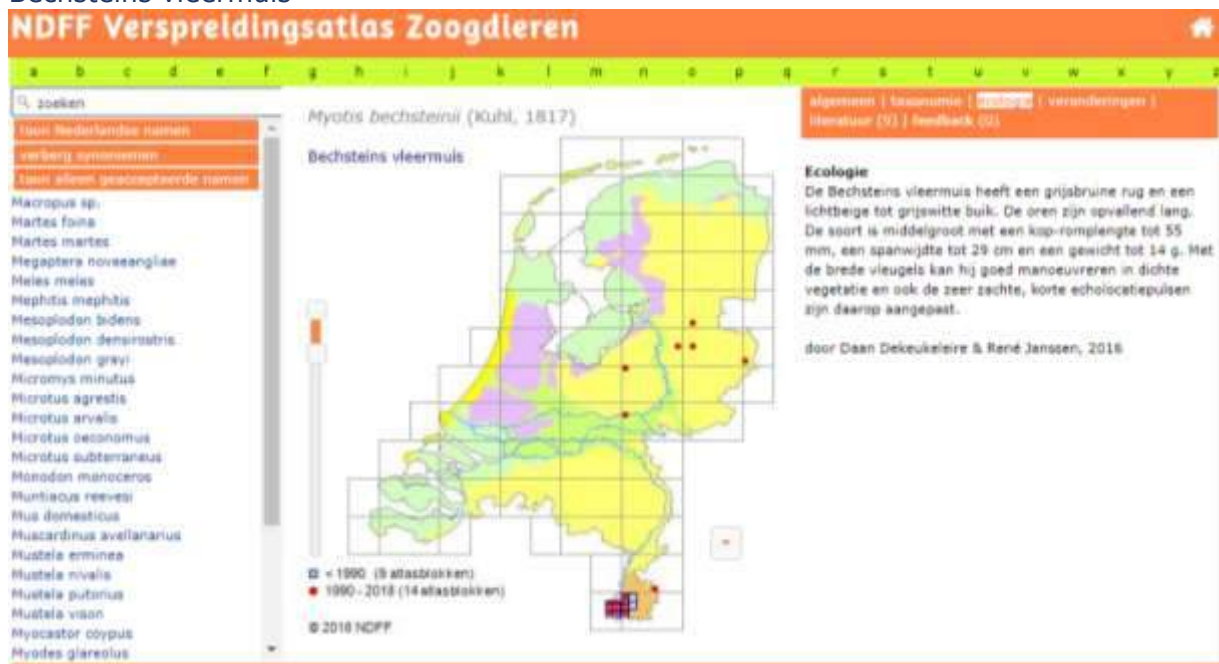 Bechsteins vleermuis
NDFF Verspreidingsatlas Zoogdieren
a b c d e f g h i j k l m n o p q r s t u v w x y z
zoeken
toon Nederlandse namen
verberg synoniemen
toon alleen geaccepteerde namen
Macropus sp.
Martes foina
Martes martes
Megaptera novaeangliae
Meles meles
Mephitis mephitis
Mesoplodon bidens
Mesoplodon densirostris
Mesoplodon grayi
Micromys minutus
Microtus agrestis
Microtus arvalis
Microtus oeconomus
Microtus subterraneus
Monodon monoceros
Muntiacus reevesi
Mus domesticus
Muscardinus avellanarius
Mustela erminea
Mustela nivalis
Mustela putorius
Mustela vison
Myocastor coypus
Myodes glareolus
Myotis bechsteinii (Kuhl, 1817)
Bechsteins vleermuis
< 1990 (9 atlasblokken)
1990 - 2018 (14 atlasblokken)
© 2018 NDFF
algemeen | taxonomie | ecologie | veranderingen |
literatuur (5) | feedback (0)
Ecologie
De Bechsteins vleermuis heeft een grijsbruine rug en een
lichtbeige tot grijswitte buik. De oren zijn opvallend lang.
De soort is middelgroot met een kop-romplengte tot 55
mm, een spanwijdte tot 29 cm en een gewicht tot 14 g. Met
de brede vleugels kan hij goed manoeuvreren in dichte
vegetatie en ook de zeer zachte, korte echolocatiepulsen
zijn daarop aangepast.
door Daan Dekeukeleire & René Janssen, 2016